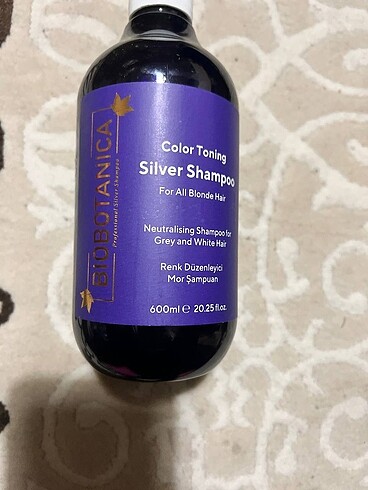 BIOBOTANICA
Professional Silver Shampoo
Color Toning
Silver Shampoo
For All Blonde Hair
Neutralising Shampoo for
Grey and White Hair
Renk Düzenleyici
Mor Şampuan
600ml ℮ 20.25 fl.oz.